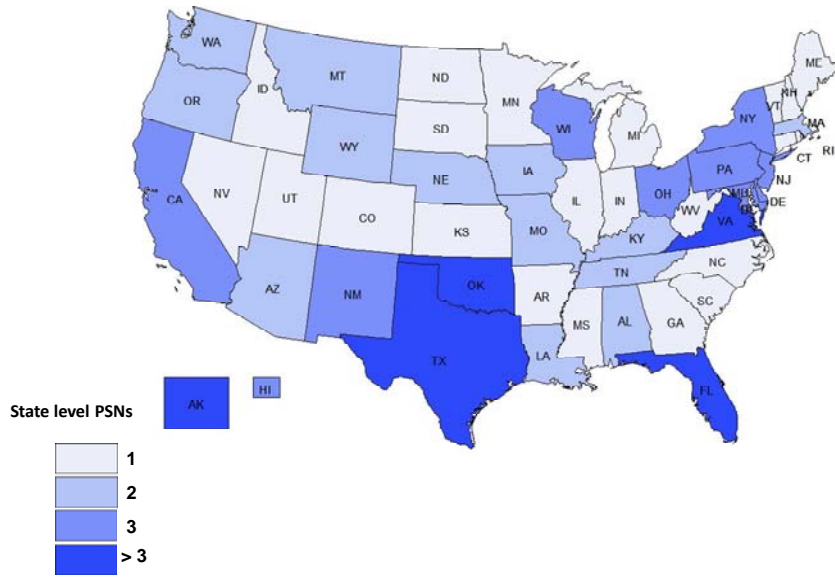 WA
ME
MT
ND
MN
VT
NH
OR
ID
MA
NY
WI
SD
MI
RI
WY
CT
PA
IA
NJ
NE
OH
MD
DE
NV
IL
IN
WV
UT
CA
CO
VA
KS
MO
KY
NC
TN
OK
AZ
NM
AR
SC
MS
AL
GA
LA
TX
HI
FL
AK
State level PSNs
1
2
3
> 3